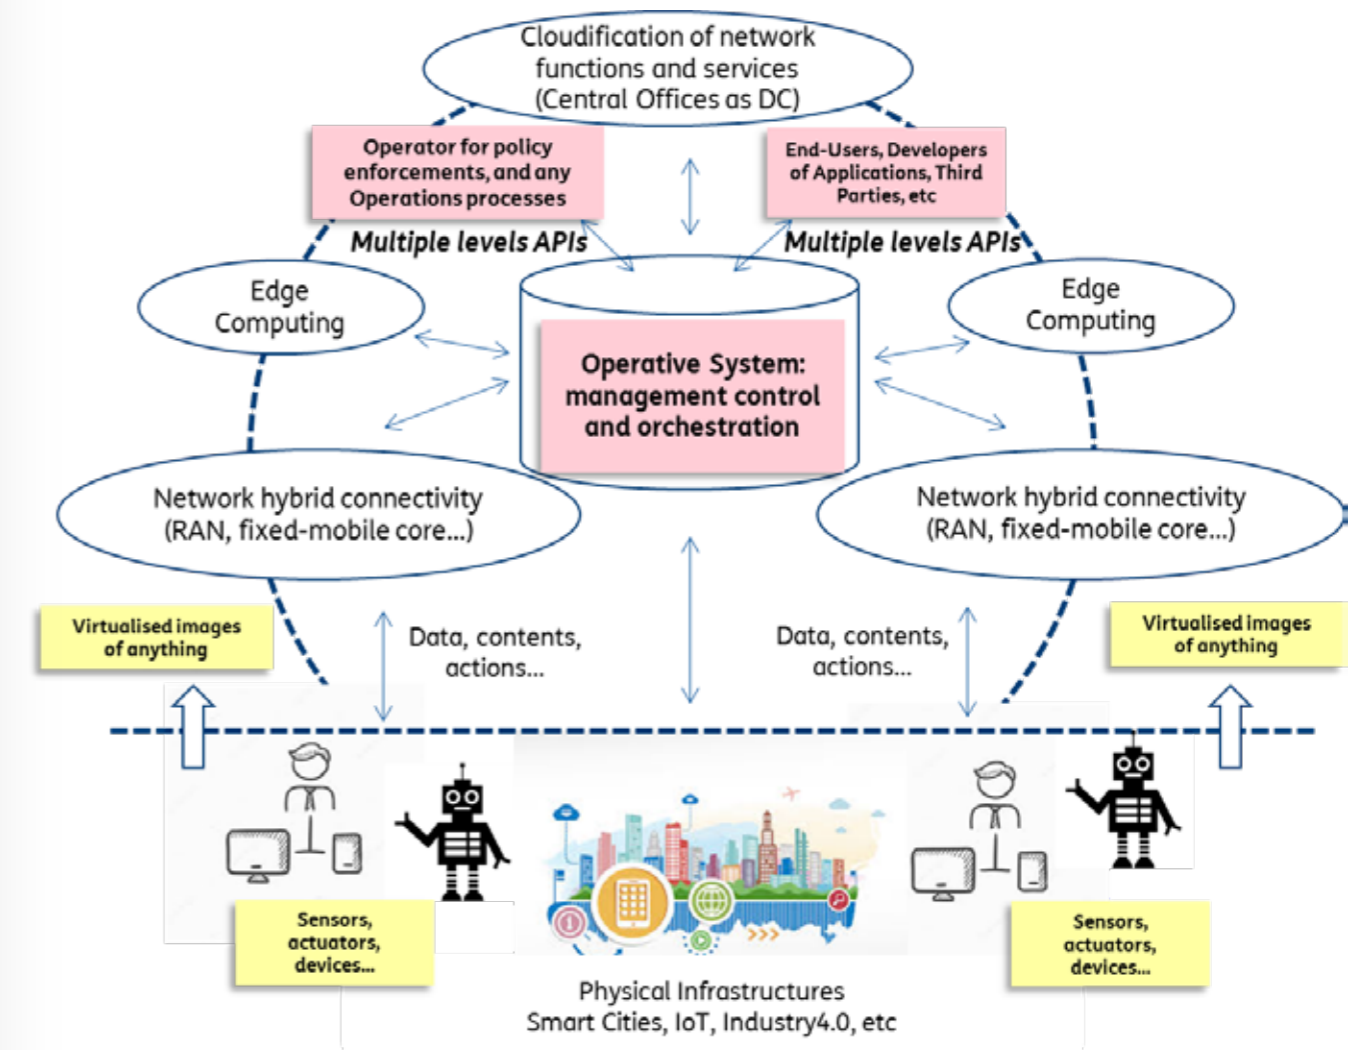 Cloudification of network
functions and services
(Central Offices as DC)
Operator for policy
enforcements, and any
Operations processes
End-Users, Developers
of Applications, Third
Parties, etc
Multiple levels APIs
Multiple levels APIs
Edge
Computing
Edge
Computing
Operative System:
management control
and orchestration
Network hybrid connectivity
(RAN, fixed-mobile core...)
Network hybrid connectivity
(RAN, fixed-mobile core...)
Virtualised images
of anything
Data, contents,
actions...
Data, contents,
actions...
Virtualised images
of anything
Sensors,
actuators,
devices...
Sensors,
actuators,
devices...
Physical Infrastructures
Smart Cities, IoT, Industry4.0, etc